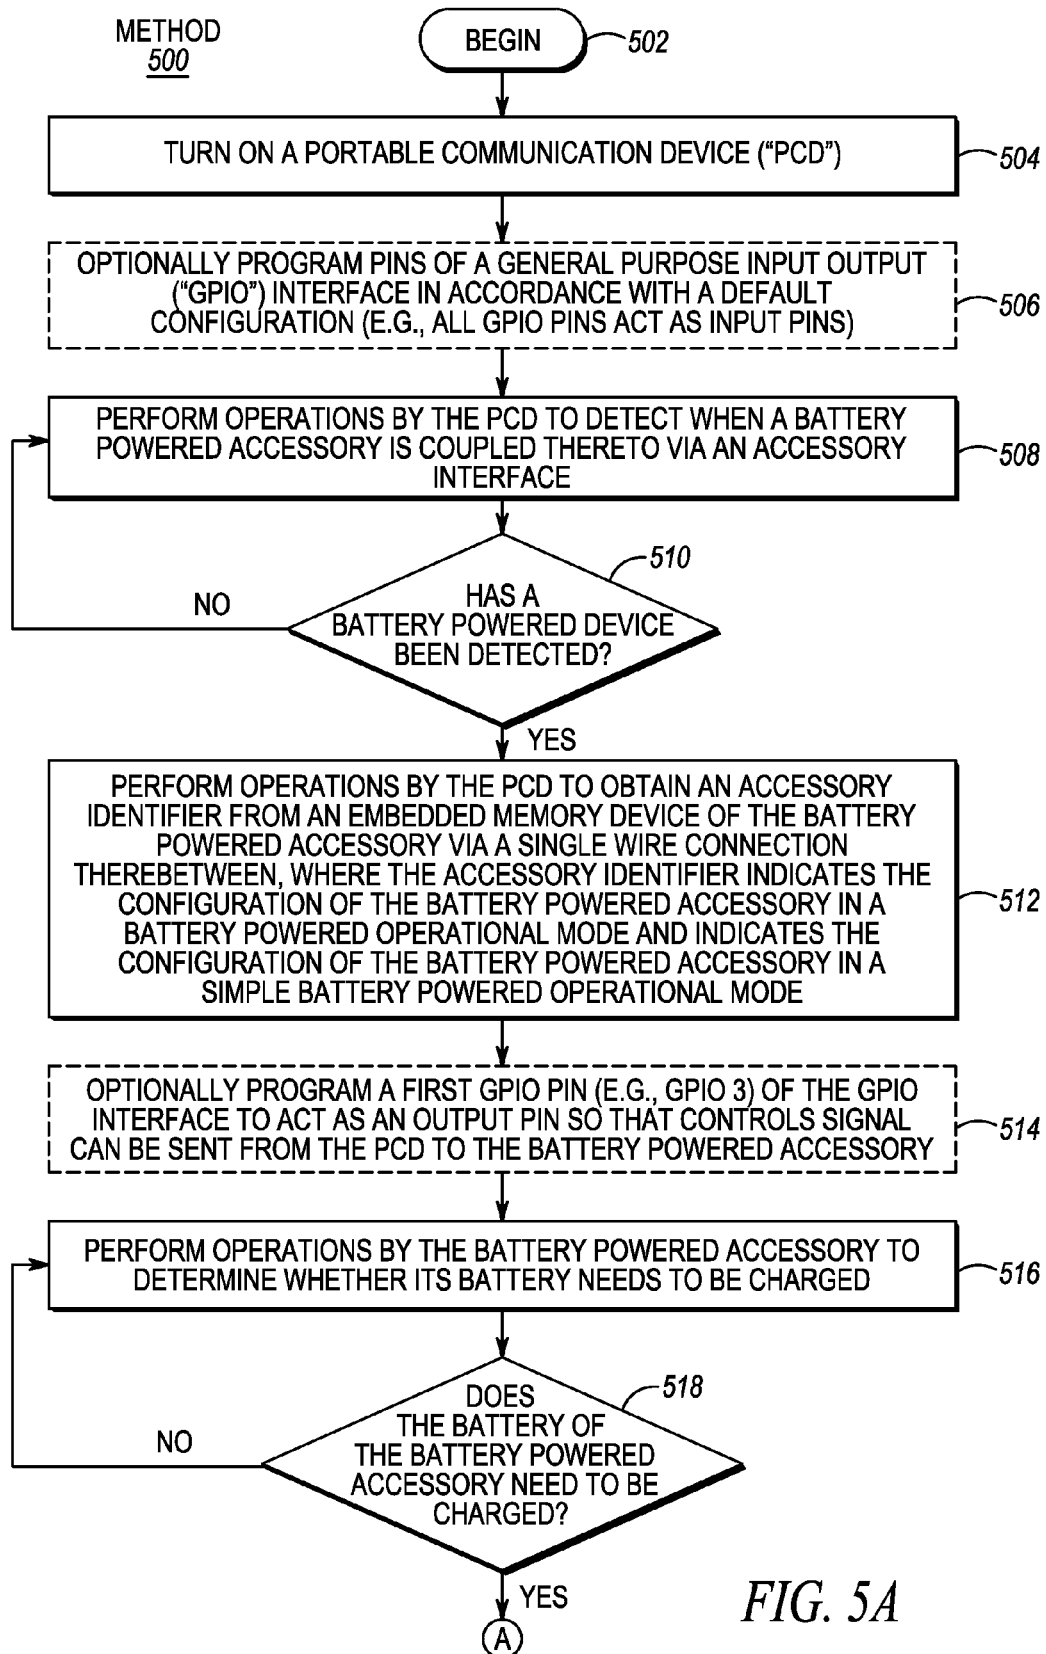 METHOD
500
BEGIN
502
TURN ON A PORTABLE COMMUNICATION DEVICE (“PCD”)
504
OPTIONALLY PROGRAM PINS OF A GENERAL PURPOSE INPUT OUTPUT
(“GPIO”) INTERFACE IN ACCORDANCE WITH A DEFAULT
CONFIGURATION (E.G., ALL GPIO PINS ACT AS INPUT PINS)
506
PERFORM OPERATIONS BY THE PCD TO DETECT WHEN A BATTERY
POWERED ACCESSORY IS COUPLED THERETO VIA AN ACCESSORY
INTERFACE
508
510
HAS A
BATTERY POWERED DEVICE
BEEN DETECTED?
NO
YES
PERFORM OPERATIONS BY THE PCD TO OBTAIN AN ACCESSORY
IDENTIFIER FROM AN EMBEDDED MEMORY DEVICE OF THE BATTERY
POWERED ACCESSORY VIA A SINGLE WIRE CONNECTION
THEREBETWEEN, WHERE THE ACCESSORY IDENTIFIER INDICATES THE
CONFIGURATION OF THE BATTERY POWERED ACCESSORY IN A
BATTERY POWERED OPERATIONAL MODE AND INDICATES THE
CONFIGURATION OF THE BATTERY POWERED ACCESSORY IN A
SIMPLE BATTERY POWERED OPERATIONAL MODE
512
OPTIONALLY PROGRAM A FIRST GPIO PIN (E.G., GPIO 3) OF THE GPIO
INTERFACE TO ACT AS AN OUTPUT PIN SO THAT CONTROLS SIGNAL
CAN BE SENT FROM THE PCD TO THE BATTERY POWERED ACCESSORY
514
PERFORM OPERATIONS BY THE BATTERY POWERED ACCESSORY TO
DETERMINE WHETHER ITS BATTERY NEEDS TO BE CHARGED
516
518
DOES
THE BATTERY OF
THE BATTERY POWERED
ACCESSORY NEED TO BE
CHARGED?
NO
YES
A
FIG. 5A